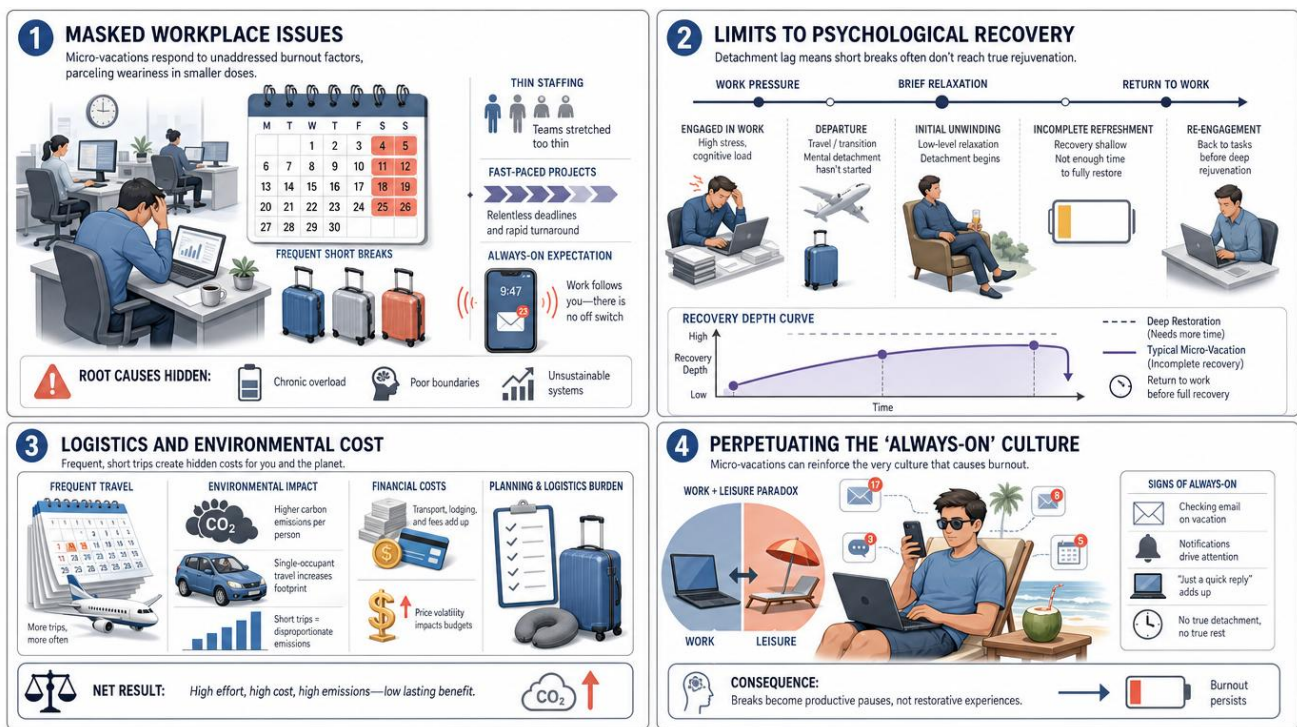 1 MASKED WORKPLACE ISSUES
Micro-vacations respond to unaddressed burnout factors,
parceling weariness in smaller doses.
M T W T F S S
1 2 3 4 5
6 7 8 9 10 11 12
13 14 15 16 17 18 19
20 21 22 23 24 25 26
27 28 29 30
FREQUENT SHORT BREAKS
THIN STAFFING
Teams stretched
too thin
FAST-PACED PROJECTS
Relentless deadlines
and rapid turnaround
ALWAYS-ON EXPECTATION
9:47
23
Work follows
you—there is
no off switch
ROOT CAUSES HIDDEN:
Chronic overload
Poor boundaries
Unsustainable
systems
2 LIMITS TO PSYCHOLOGICAL RECOVERY
Detachment lag means short breaks often don't reach true rejuvenation.
WORK PRESSURE
BRIEF RELAXATION
RETURN TO WORK
ENGAGED IN WORK
High stress,
cognitive load
DEPARTURE
Travel / transition
Mental detachment
hasn't started
INITIAL UNWINDING
Low-level relaxation
Detachment begins
INCOMPLETE REFRESHMENT
Recovery shallow
Not enough time
to fully restore
RE-ENGAGEMENT
Back to tasks
before deep
rejuvenation
RECOVERY DEPTH CURVE
High
Recovery
Depth
Low
Time
Deep Restoration
(Needs more time)
Typical Micro-Vacation
(Incomplete recovery)
Return to work
before full recovery
3 LOGISTICS AND ENVIRONMENTAL COST
Frequent, short trips create hidden costs for you and the planet.
FREQUENT TRAVEL
More trips,
more often
ENVIRONMENTAL IMPACT
CO2
Higher carbon
emissions per
person
Single-occupant
travel increases
footprint
Short trips =
disproportionate
emissions
FINANCIAL COSTS
Transport, lodging,
and fees add up
$
$
Price volatility
impacts budgets
PLANNING & LOGISTICS BURDEN
NET RESULT:
High effort, high cost, high emissions—low lasting benefit.
CO2
4 PERPETUATING THE 'ALWAYS-ON' CULTURE
Micro-vacations can reinforce the very culture that causes burnout.
WORK + LEISURE PARADOX
WORK
LEISURE
17
3
8
5
SIGNS OF ALWAYS-ON
Checking email
on vacation
Notifications
drive attention
"Just a quick reply"
adds up
No true detachment,
no true rest
CONSEQUENCE:
Breaks become productive pauses, not restorative experiences.
Burnout
persists